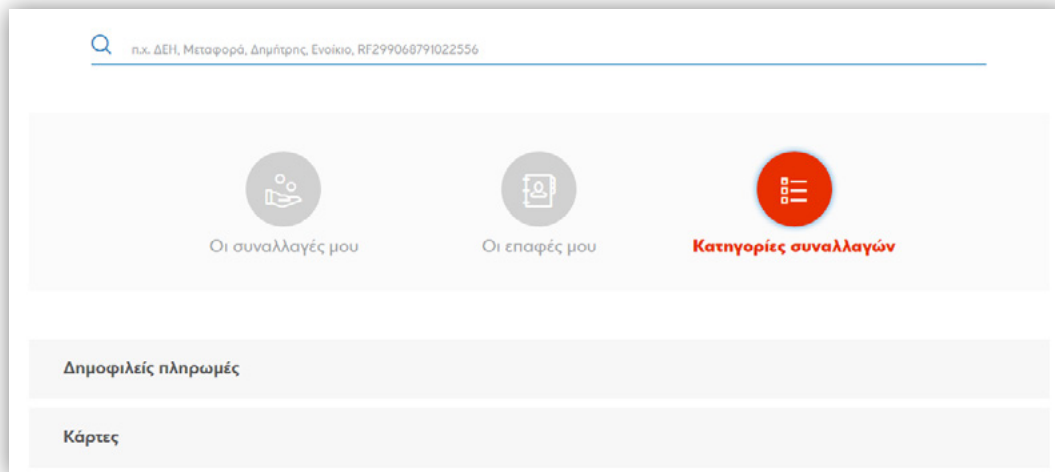 π.χ. ΔΕΗ, Μεταφορά, Δημήτρης, Ενοίκιο, RF299068791022556
Οι συναλλαγές μου
Οι επαφές μου
Κατηγορίες συναλλαγών
Δημοφιλείς πληρωμές
Κάρτες